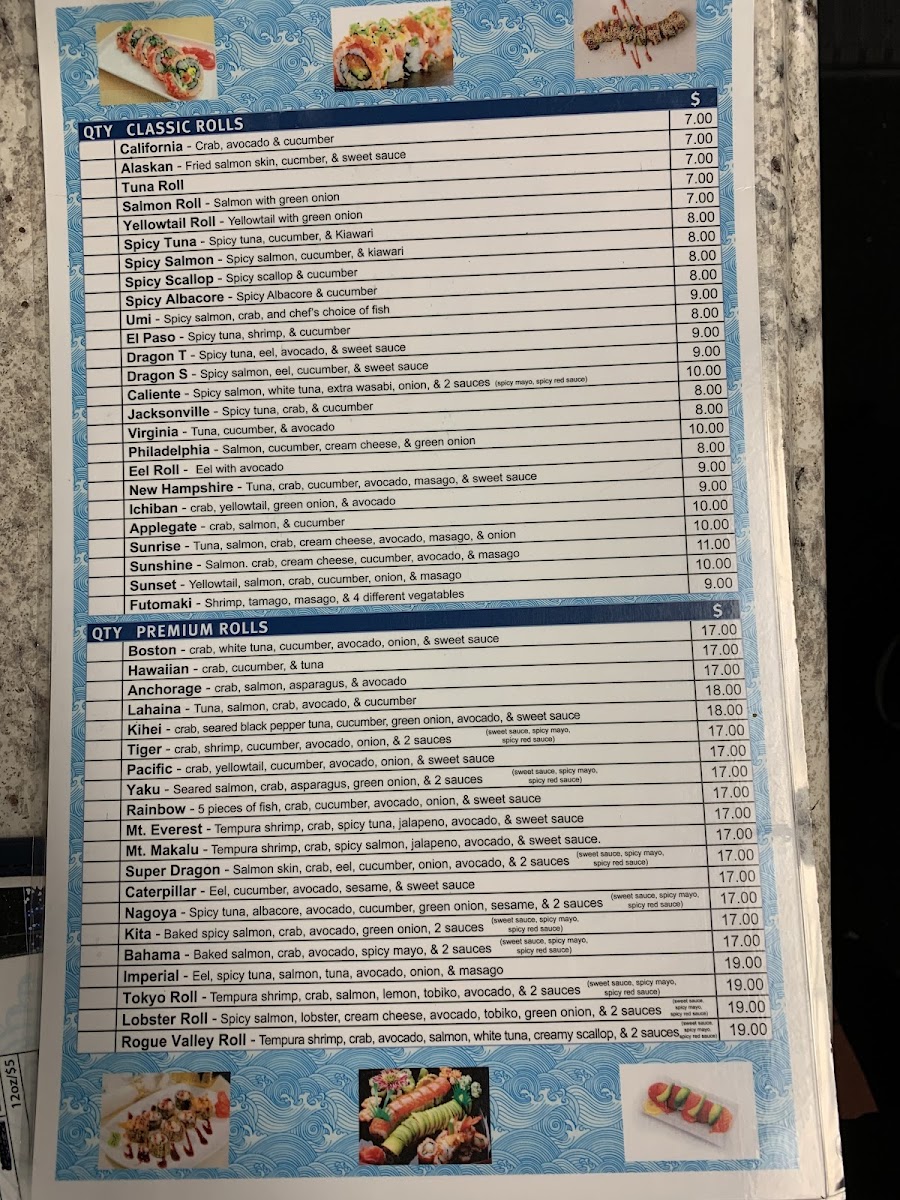 QTY CLASSIC ROLLS $
California - Crab, avocado & cucumber 7.00
Alaskan - Fried salmon skin, cucmber, & sweet sauce 7.00
Tuna Roll 7.00
Salmon Roll - Salmon with green onion 7.00
Yellowtail Roll - Yellowtail with green onion 7.00
Spicy Tuna - Spicy tuna, cucumber, & Kiawari 8.00
Spicy Salmon - Spicy salmon, cucumber, & kiawari 8.00
Spicy Scallop - Spicy scallop & cucumber 8.00
Spicy Albacore - Spicy Albacore & cucumber 8.00
Umi - Spicy salmon, crab, and chef's choice of fish 9.00
El Paso - Spicy tuna, shrimp, & cucumber 8.00
Dragon T - Spicy tuna, eel, avocado, & sweet sauce 9.00
Dragon S - Spicy salmon, eel, cucumber, & sweet sauce 9.00
Caliente - Spicy salmon, white tuna, extra wasabi, onion, & 2 sauces (spicy mayo, spicy red sauce) 10.00
Jacksonville - Spicy tuna, crab, & cucumber 8.00
Virginia - Tuna, cucumber, & avocado 8.00
Philadelphia - Salmon, cucumber, cream cheese, & green onion 10.00
Eel Roll - Eel with avocado 8.00
New Hampshire - Tuna, crab, cucumber, avocado, masago, & sweet sauce 9.00
Ichiban - crab, yellowtail, green onion, & avocado 9.00
Applegate - crab, salmon, & cucumber 10.00
Sunrise - Tuna, salmon, crab, cream cheese, avocado, masago, & onion 10.00
Sunshine - Salmon. crab, cream cheese, cucumber, avocado, & masago 11.00
Sunset - Yellowtail, salmon, crab, cucumber, onion, & masago 10.00
Futomaki - Shrimp, tamago, masago, & 4 different vegatables 9.00
QTY PREMIUM ROLLS $
Boston - crab, white tuna, cucumber, avocado, onion, & sweet sauce 17.00
Hawaiian - crab, cucumber, & tuna 17.00
Anchorage - crab, salmon, asparagus, & avocado 17.00
Lahaina - Tuna, salmon, crab, avocado, & cucumber 18.00
Kihei - crab, seared black pepper tuna, cucumber, green onion, avocado, & sweet sauce 18.00
Tiger - crab, shrimp, cucumber, avocado, onion, & 2 sauces (sweet sauce, spicy mayo, spicy red sauce) 17.00
Pacific - crab, yellowtail, cucumber, avocado, onion, & sweet sauce 17.00
Yaku - Seared salmon, crab, asparagus, green onion, & 2 sauces (sweet sauce, spicy mayo, spicy red sauce) 17.00
Rainbow - 5 pieces of fish, crab, cucumber, avocado, onion, & sweet sauce 17.00
Mt. Everest - Tempura shrimp, crab, spicy tuna, jalapeno, avocado, & sweet sauce 17.00
Mt. Makalu - Tempura shrimp, crab, spicy salmon, jalapeno, avocado, & sweet sauce. 17.00
Super Dragon - Salmon skin, crab, eel, cucumber, onion, avocado, & 2 sauces (sweet sauce, spicy mayo, spicy red sauce) 17.00
Caterpillar - Eel, cucumber, avocado, sesame, & sweet sauce 17.00
Nagoya - Spicy tuna, albacore, avocado, cucumber, green onion, sesame, & 2 sauces (sweet sauce, spicy mayo, spicy red sauce) 17.00
Kita - Baked spicy salmon, crab, avocado, green onion, 2 sauces (sweet sauce, spicy mayo, spicy red sauce) 17.00
Bahama - Baked salmon, crab, avocado, spicy mayo, & 2 sauces (sweet sauce, spicy mayo, spicy red sauce) 17.00
Imperial - Eel, spicy tuna, salmon, tuna, avocado, onion, & masago 19.00
Tokyo Roll - Tempura shrimp, crab, salmon, lemon, tobiko, avocado, & 2 sauces (sweet sauce, spicy mayo, spicy red sauce) 19.00
Lobster Roll - Spicy salmon, lobster, cream cheese, avocado, tobiko, green onion, & 2 sauces (sweet sauce, spicy mayo, spicy red sauce) 19.00
Rogue Valley Roll - Tempura shrimp, crab, avocado, salmon, white tuna, creamy scallop, & 2 sauces (sweet sauce, spicy mayo, spicy red sauce) 19.00
12oz/$5